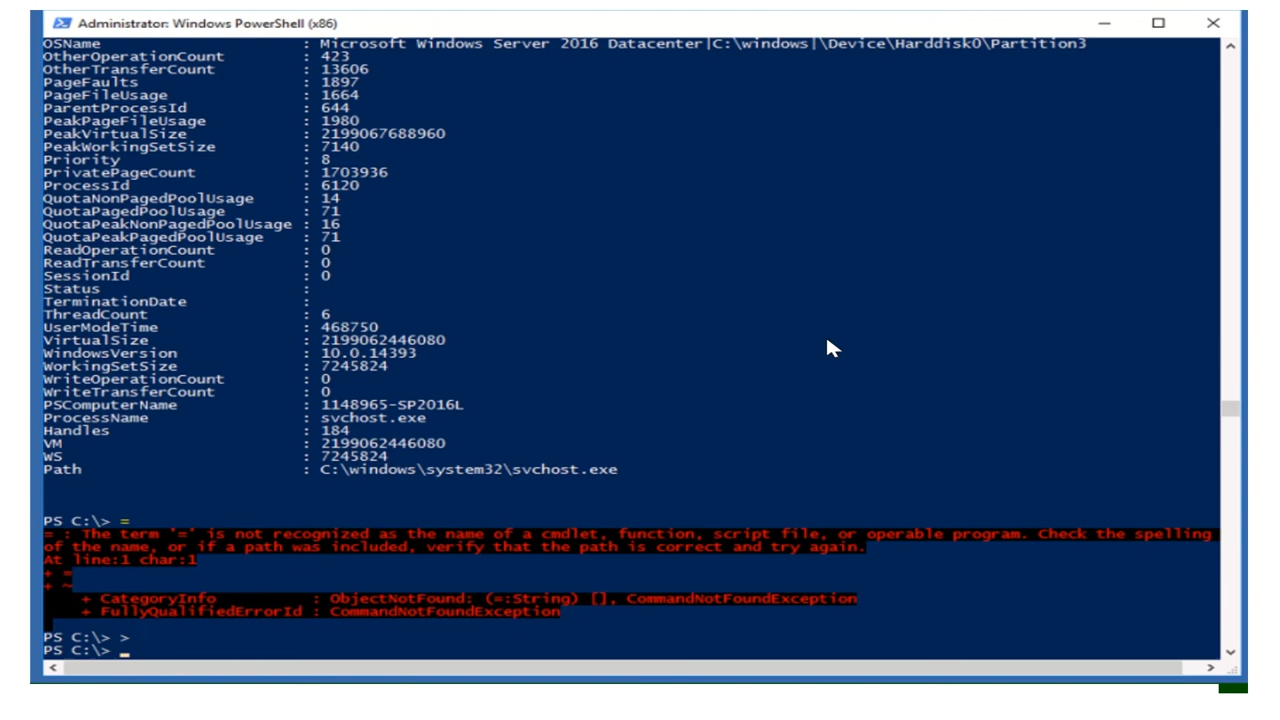 Administrator: Windows PowerShell (x86)
OSName : Microsoft Windows Server 2016 Datacenter|C:\windows|\Device\Harddisk0\Partition3
OtherOperationCount : 423
OtherTransferCount : 13606
PageFaults : 1897
PageFileUsage : 1664
ParentProcessId : 644
PeakPageFileUsage : 1980
PeakVirtualSize : 2199067688960
PeakWorkingSetSize : 7140
Priority : 8
PrivatePageCount : 1703936
ProcessId : 6120
QuotaNonPagedPoolUsage : 14
QuotaPagedPoolUsage : 71
QuotaPeakNonPagedPoolUsage : 16
QuotaPeakPagedPoolUsage : 71
ReadOperationCount : 0
ReadTransferCount : 0
SessionId : 0
Status :
TerminationDate :
ThreadCount : 6
UserModeTime : 468750
VirtualSize : 2199062446080
WindowsVersion : 10.0.14393
WorkingSetSize : 7245824
WriteOperationCount : 0
WriteTransferCount : 0
PSComputerName : 1148965-SP2016L
ProcessName : svchost.exe
Handles : 184
VM : 2199062446080
WS : 7245824
Path : C:\windows\system32\svchost.exe
PS C:\> =
= : The term '=' is not recognized as the name of a cmdlet, function, script file, or operable program. Check the spelling
of the name, or if a path was included, verify that the path is correct and try again.
At line:1 char:1
+ =
+ ~
+ CategoryInfo : ObjectNotFound: (=:String) [], CommandNotFoundException
+ FullyQualifiedErrorId : CommandNotFoundException
PS C:\> >
PS C:\> _